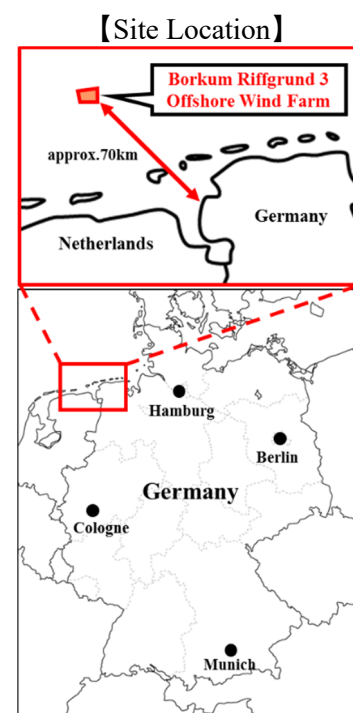 【Site Location】
Borkum Riffgrund 3
Offshore Wind Farm
approx.70km
Germany
Netherlands
Hamburg
Berlin
Germany
Cologne
Munich